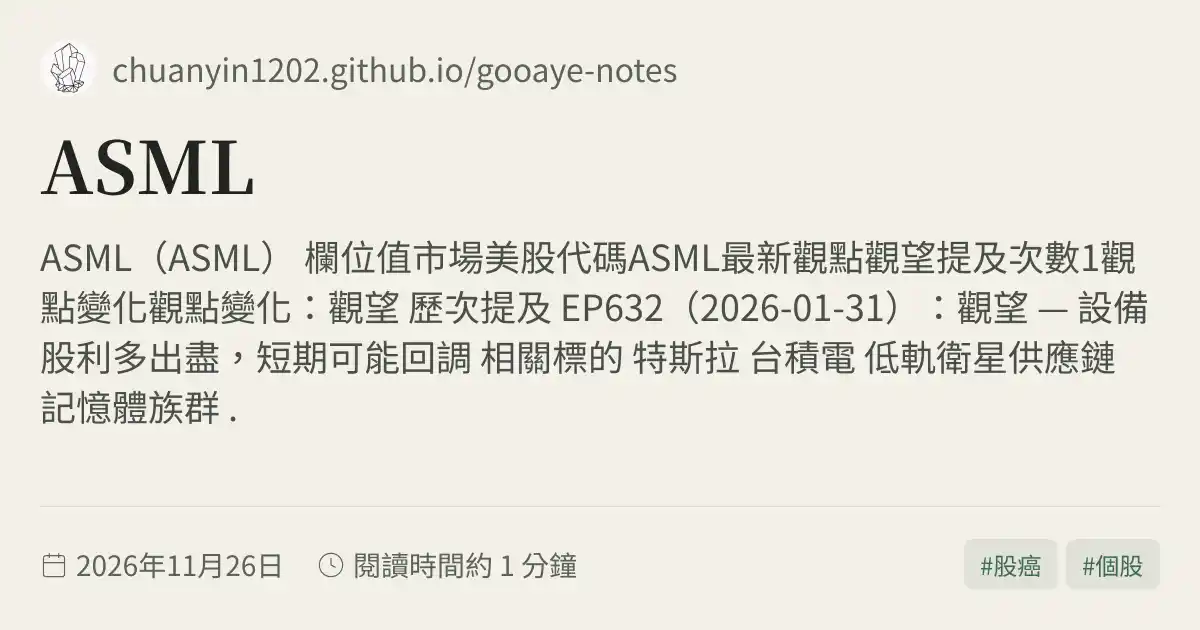 chuanyin1202.github.io/gooaye-notes
ASML
ASML（ASML） 欄位值市場美股代碼ASML最新觀點觀望提及次數1觀
點變化觀點變化：觀望 歷次提及 EP632（2026-01-31）：觀望 — 設備
股利多出盡，短期可能回調 相關標的 特斯拉 台積電 低軌衛星供應鏈
記憶體族群 .
2026年11月26日
閱讀時間約 1 分鐘
#股癌
#個股